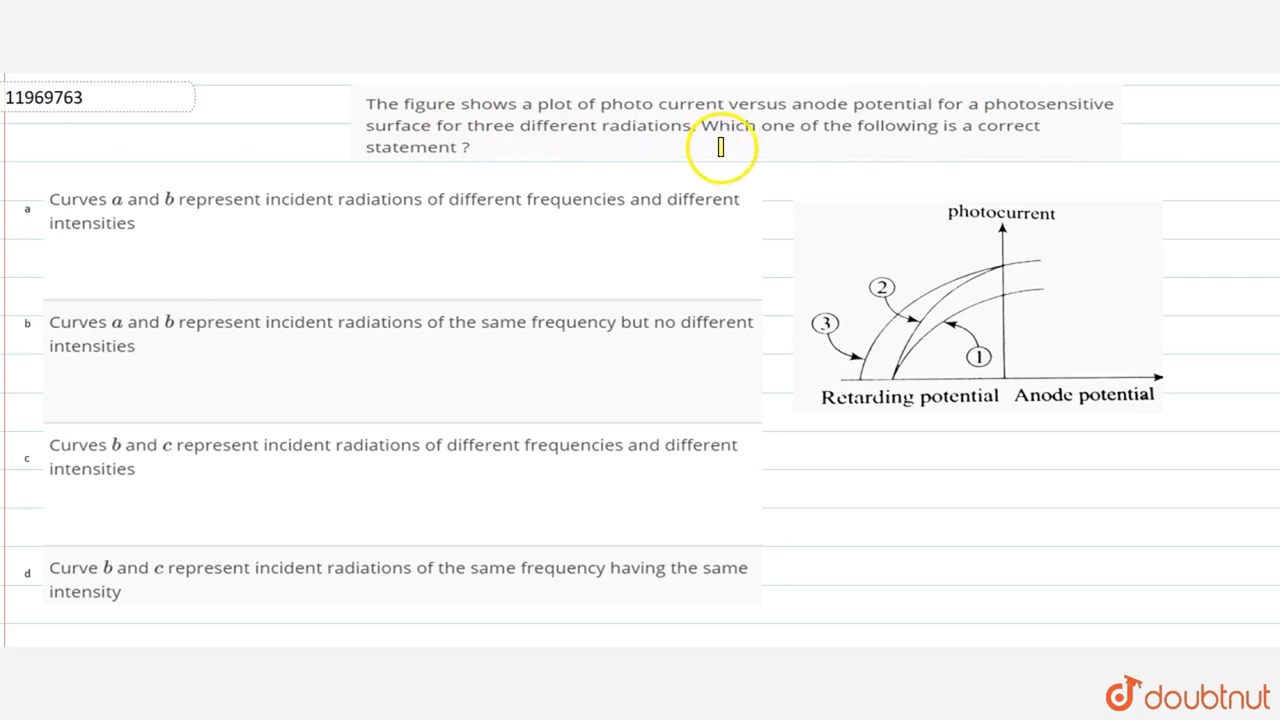 11969763
The figure shows a plot of photo current versus anode potential for a photosensitive
surface for three different radiations. Which one of the following is a correct
statement ?
a
Curves a and b represent incident radiations of different frequencies and different
intensities
b
Curves a and b represent incident radiations of the same frequency but no different
intensities
c
Curves b and c represent incident radiations of different frequencies and different
intensities
d
Curve b and c represent incident radiations of the same frequency having the same
intensity
photocurrent
2
3
1
Retarding potential Anode potential
doubtnut